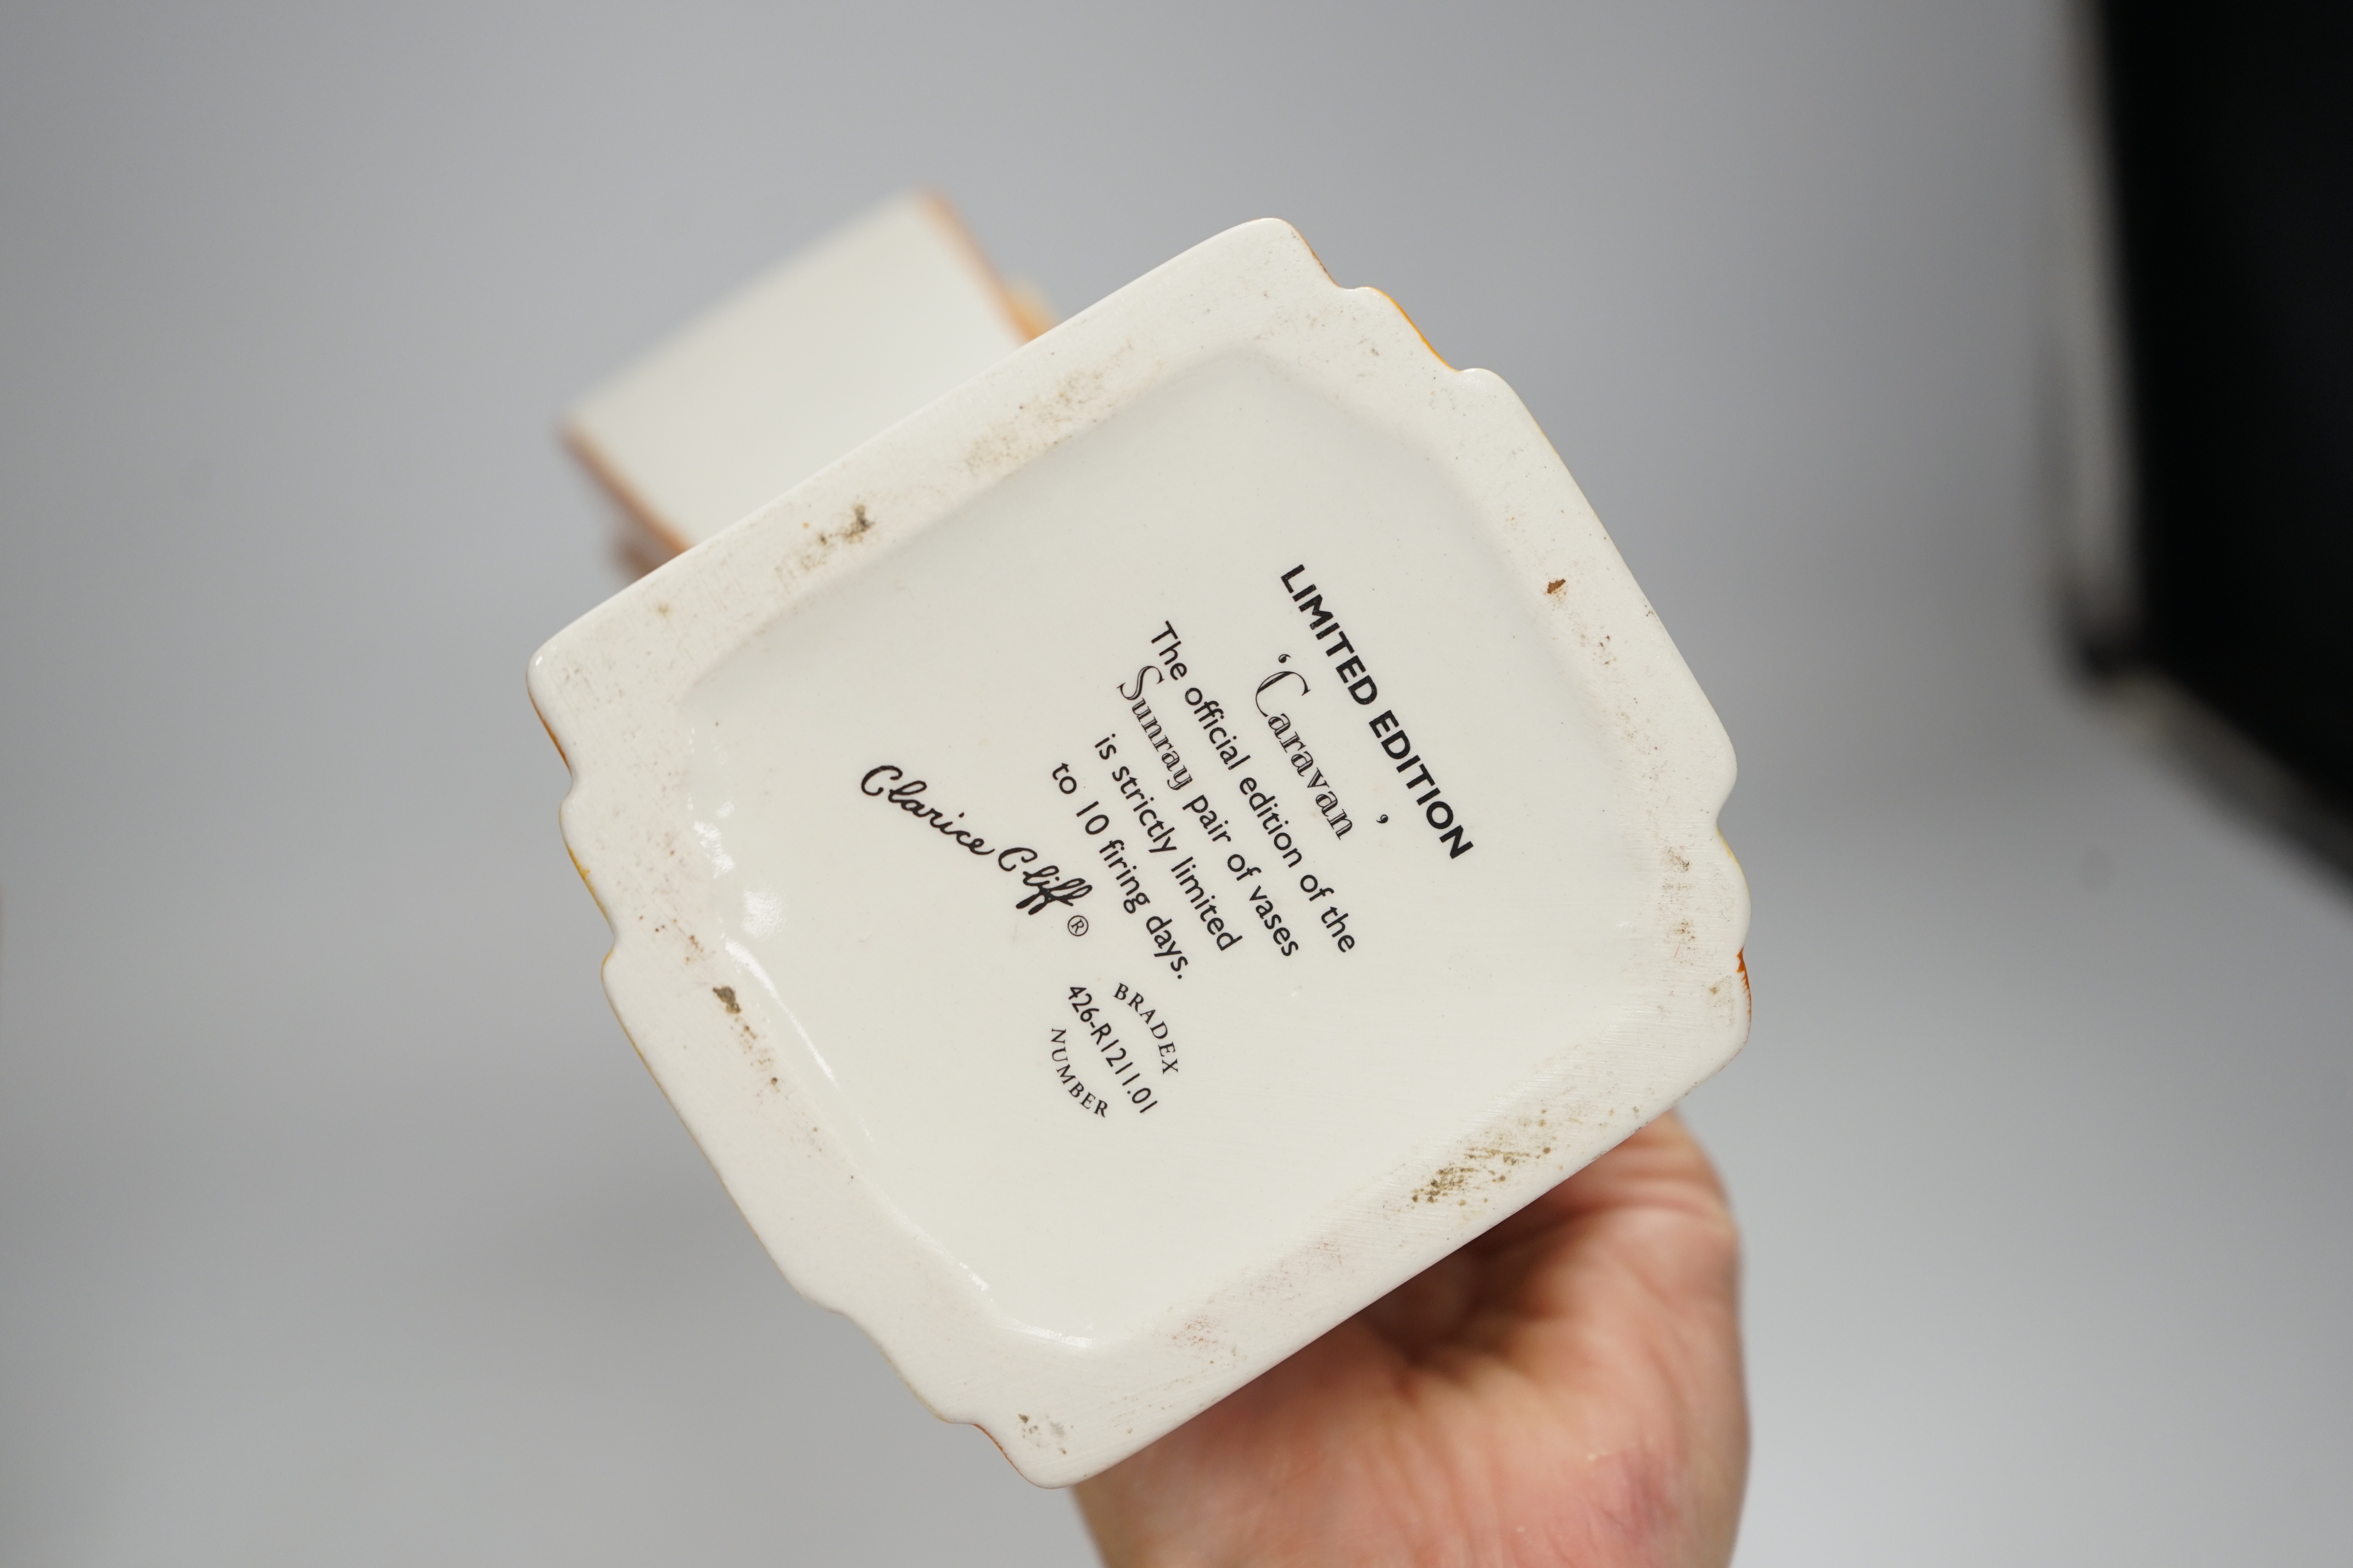 LIMITED EDITION
‘Caravan’
The official edition of the
Sunray pair of vases
is strictly limited
to 10 firing days.
Clarice Cliff ®
BRADEX
426-R1211.01
NUMBER